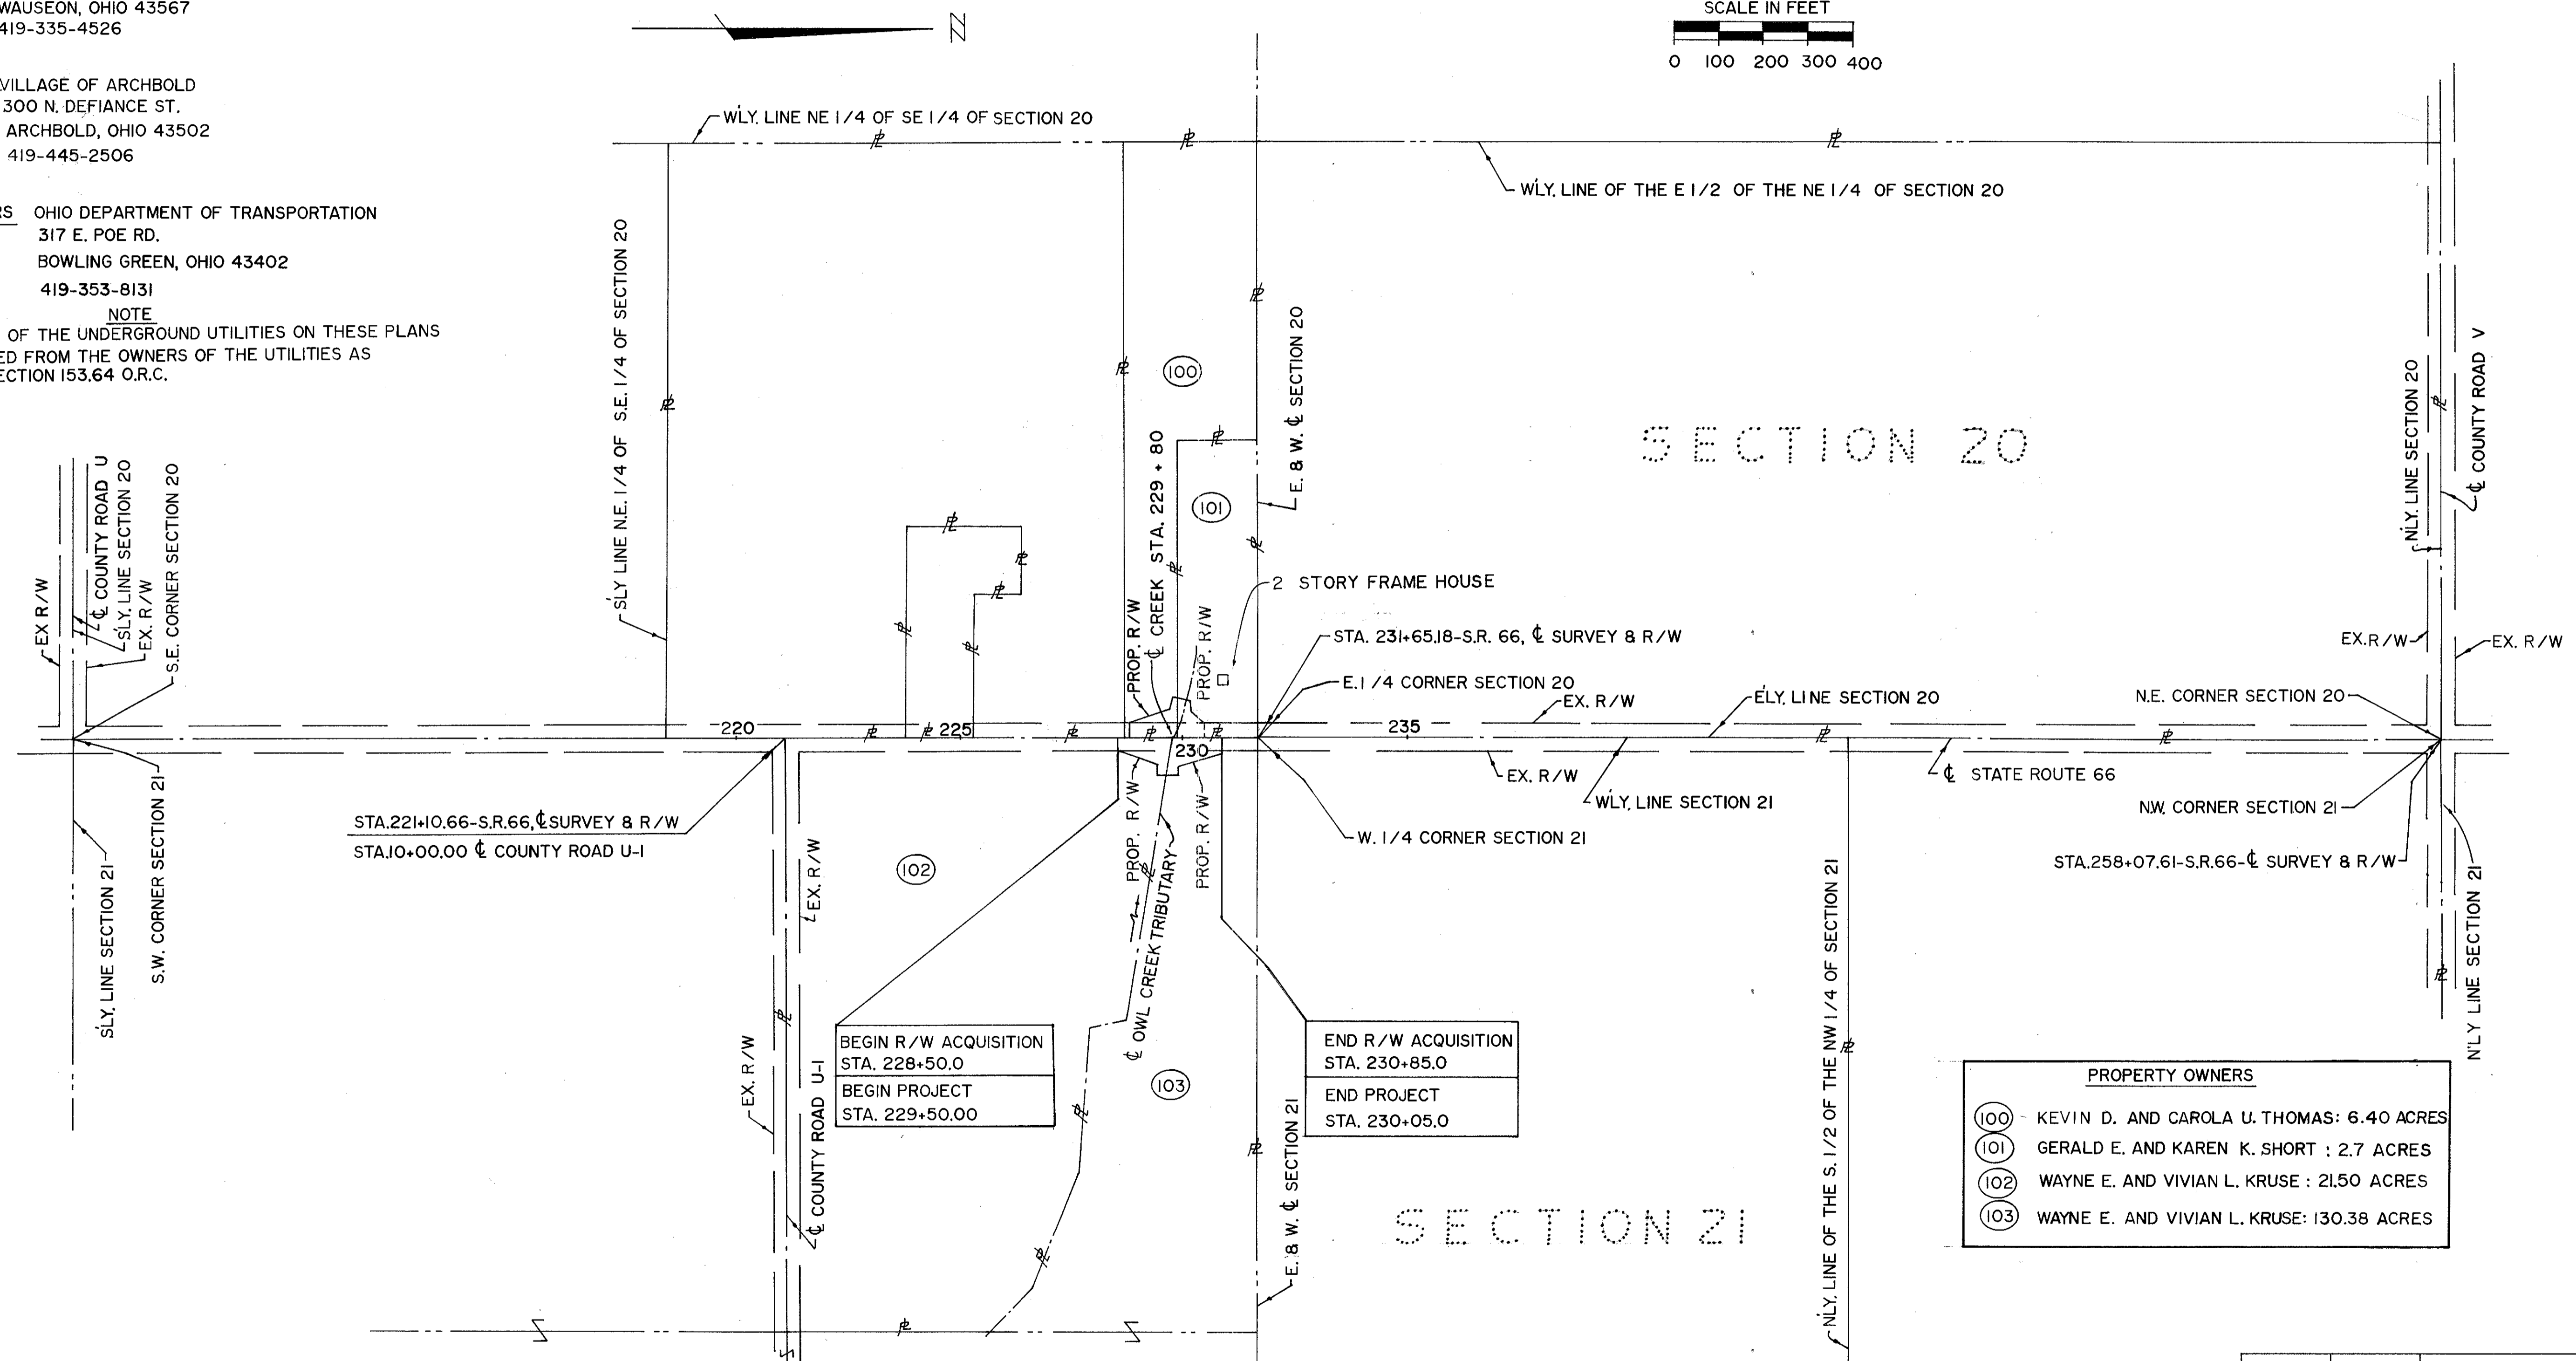 WAUSEON, OHIO 43567
419-335-4526
VILLAGE OF ARCHBOLD
300 N. DEFIANCE ST.
ARCHBOLD, OHIO 43502
419-445-2506
RS OHIO DEPARTMENT OF TRANSPORTATION
317 E. POE RD.
BOWLING GREEN, OHIO 43402
419-353-8131
NOTE
OF THE UNDERGROUND UTILITIES ON THESE PLANS
ED FROM THE OWNERS OF THE UTILITIES AS
ECTION 153.64 O.R.C.
N
SCALE IN FEET
0 100 200 300 400
W'LY. LINE NE 1/4 OF SE 1/4 OF SECTION 20
W'LY. LINE OF THE E 1/2 OF THE NE 1/4 OF SECTION 20
S'LY LINE N.E. 1/4 OF S.E. 1/4 OF SECTION 20
E. & W. ℄ SECTION 20
SECTION 20
N'LY. LINE SECTION 20
℄ COUNTY ROAD V
100
101
℄ CREEK STA. 229 + 80
2 STORY FRAME HOUSE
PROP. R/W
PROP. R/W
EX R/W
℄ COUNTY ROAD U
S'LY. LINE SECTION 20
EX. R/W
S.E. CORNER SECTION 20
STA. 231+65.18-S.R. 66, ℄ SURVEY & R/W
E. 1/4 CORNER SECTION 20
EX. R/W
E'LY. LINE SECTION 20
N.E. CORNER SECTION 20
EX. R/W
EX. R/W
220
225
230
235
EX. R/W
W'LY. LINE SECTION 21
℄ STATE ROUTE 66
N.W. CORNER SECTION 21
STA. 258+07.61-S.R.66-℄ SURVEY & R/W
W. 1/4 CORNER SECTION 21
STA. 221+10.66-S.R.66, ℄ SURVEY & R/W
STA. 10+00.00 ℄ COUNTY ROAD U-1
S'LY. LINE SECTION 21
S.W. CORNER SECTION 21
EX. R/W
102
PROP. R/W
PROP. R/W
℄ OWL CREEK TRIBUTARY
EX. R/W
℄ COUNTY ROAD U-1
BEGIN R/W ACQUISITION
STA. 228+50.0
BEGIN PROJECT
STA. 229+50.00
103
END R/W ACQUISITION
STA. 230+85.0
END PROJECT
STA. 230+05.0
E. & W. ℄ SECTION 21
SECTION 21
N'LY. LINE OF THE S. 1/2 OF THE NW 1/4 OF SECTION 21
N'LY LINE SECTION 21
PROPERTY OWNERS
100 - KEVIN D. AND CAROLA U. THOMAS: 6.40 ACRES
101 GERALD E. AND KAREN K. SHORT : 2.7 ACRES
102 WAYNE E. AND VIVIAN L. KRUSE : 21.50 ACRES
103 WAYNE E. AND VIVIAN L. KRUSE: 130.38 ACRES